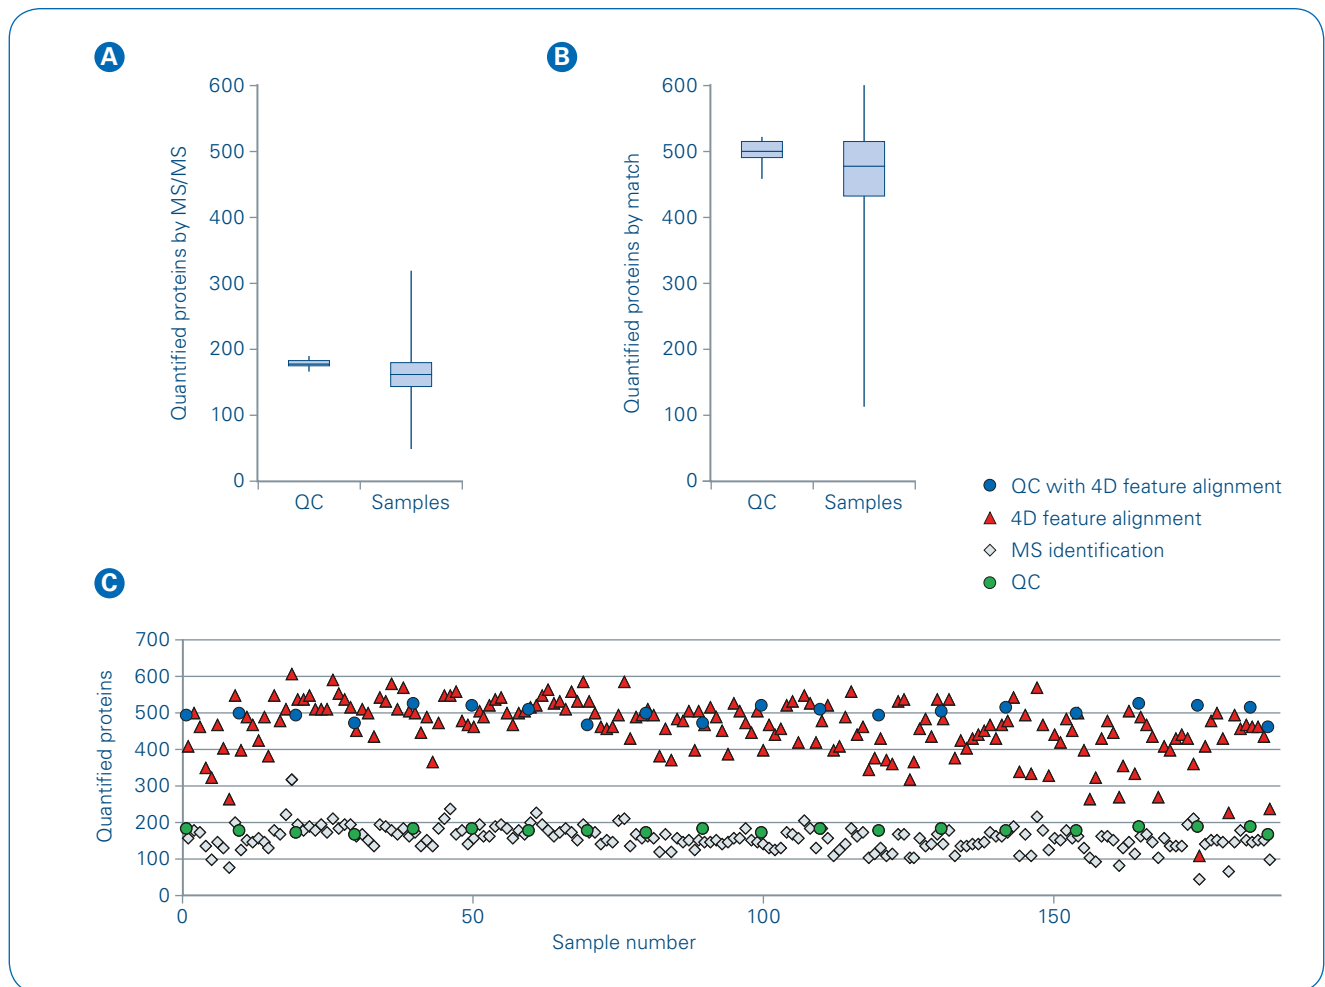 A
B
600
500
400
300
200
100
0
Quantified proteins by MS/MS
QC
Samples
600
500
400
300
200
100
0
Quantified proteins by match
QC
Samples
QC with 4D feature alignment
4D feature alignment
MS identification
QC
C
700
600
500
400
300
200
100
0
Quantified proteins
0
50
100
150
Sample number